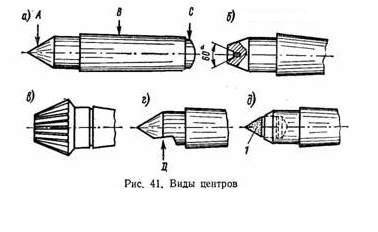 а) А В С б)
60°
в) г) д)
Д 1
Рис. 41. Виды центров